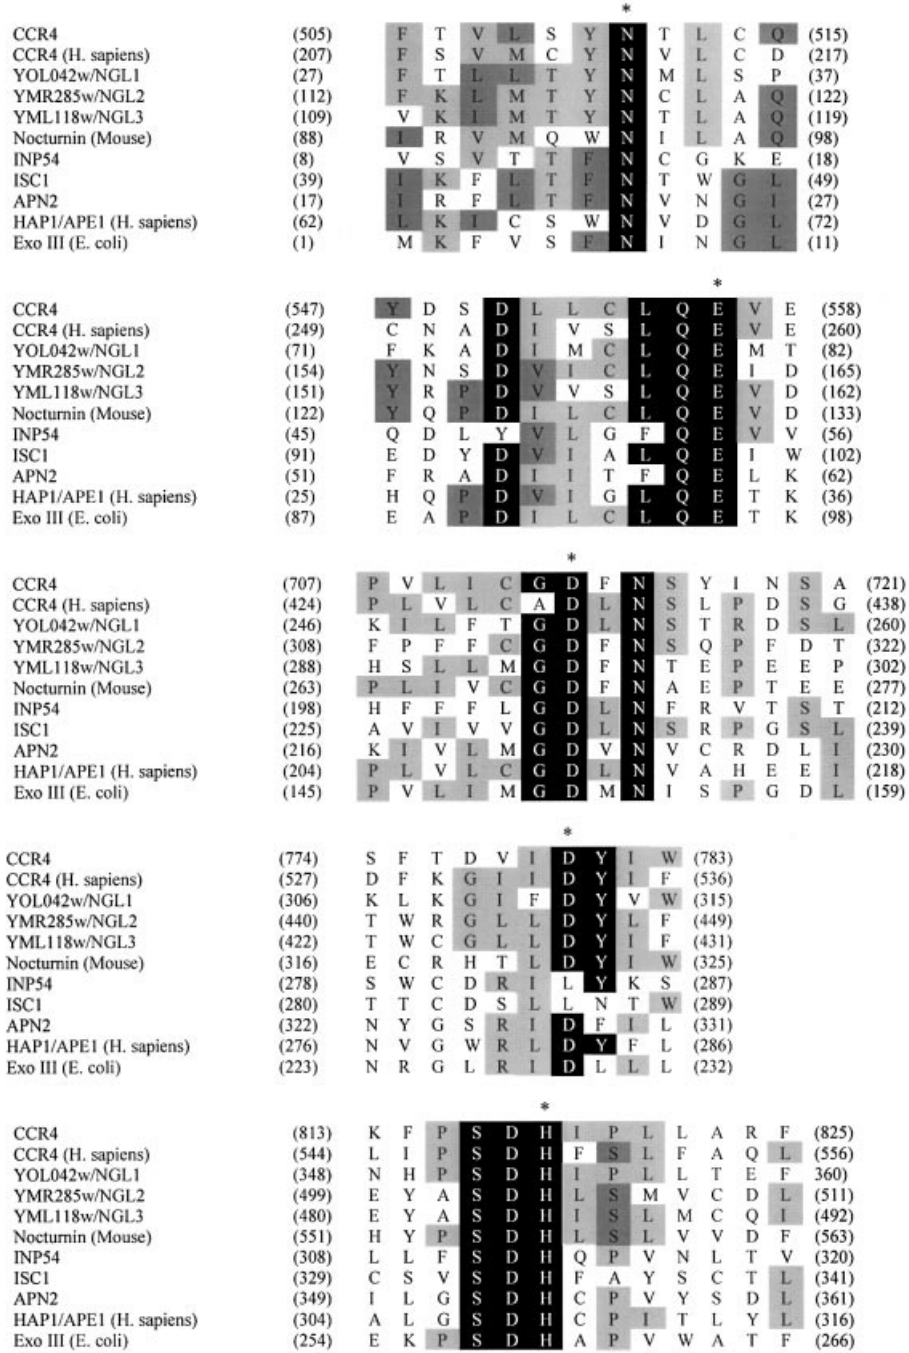 *
CCR4 (505) F T V L S Y N T L C Q (515)
CCR4 (H. sapiens) (207) F S V M C Y N V L C D (217)
YOL042w/NGL1 (27) F T L L T Y N M L S P (37)
YMR285w/NGL2 (112) F K L M T Y N C L A Q (122)
YML118w/NGL3 (109) V K I M T Y N T L A Q (119)
Nocturnin (Mouse) (88) I R V M Q W N I L A Q (98)
INP54 (8) V S V T T F N C G K E (18)
ISC1 (39) I K F L T F N T W G L (49)
APN2 (17) I R F L T F N V N G I (27)
HAP1/APE1 (H. sapiens) (62) L K I C S W N V D G L (72)
Exo III (E. coli) (1) M K F V S F N I N G L (11)
*
CCR4 (547) Y D S D L L C L Q E V E (558)
CCR4 (H. sapiens) (249) C N A D I V S L Q E V E (260)
YOL042w/NGL1 (71) F K A D I M C L Q E M T (82)
YMR285w/NGL2 (154) Y N S D V I C L Q E I D (165)
YML118w/NGL3 (151) Y R P D V V S L Q E V D (162)
Nocturnin (Mouse) (122) Y Q P D I L C L Q E V D (133)
INP54 (45) Q D L Y V L G F Q E V V (56)
ISC1 (91) E D Y D V I A L Q E I W (102)
APN2 (51) F R A D I I T F Q E L K (62)
HAP1/APE1 (H. sapiens) (25) H Q P D V I G L Q E T K (36)
Exo III (E. coli) (87) E A P D I L C L Q E T K (98)
*
CCR4 (707) P V L I C G D F N S Y I N S A (721)
CCR4 (H. sapiens) (424) P L V L C A D L N S L P D S G (438)
YOL042w/NGL1 (246) K I L F T G D L N S T R D S L (260)
YMR285w/NGL2 (308) F P F F C G D F N S Q P F D T (322)
YML118w/NGL3 (288) H S L L M G D F N T E P E E P (302)
Nocturnin (Mouse) (263) P L I V C G D F N A E P T E E (277)
INP54 (198) H F F F L G D L N F R V T S T (212)
ISC1 (225) A V I V V G D L N S R P G S L (239)
APN2 (216) K I V L M G D V N V C R D L I (230)
HAP1/APE1 (H. sapiens) (204) P L V L C G D L N V A H E E I (218)
Exo III (E. coli) (145) P V L I M G D M N I S P G D L (159)
*
CCR4 (774) S F T D V I D Y I W (783)
CCR4 (H. sapiens) (527) D F K G I I D Y I F (536)
YOL042w/NGL1 (306) K L K G I F D Y V W (315)
YMR285w/NGL2 (440) T W R G L L D Y L F (449)
YML118w/NGL3 (422) T W C G L L D Y I F (431)
Nocturnin (Mouse) (316) E C R H T L D Y I W (325)
INP54 (278) S W C D R I L Y K S (287)
ISC1 (280) T T C D S L L N T W (289)
APN2 (322) N Y G S R I D F I L (331)
HAP1/APE1 (H. sapiens) (276) N V G W R L D Y F L (286)
Exo III (E. coli) (223) N R G L R I D L L L (232)
*
CCR4 (813) K F P S D H I P L L A R F (825)
CCR4 (H. sapiens) (544) L I P S D H F S L F A Q L (556)
YOL042w/NGL1 (348) N H P S D H I P L L T E F 360)
YMR285w/NGL2 (499) E Y A S D H L S M V C D L (511)
YML118w/NGL3 (480) E Y A S D H I S L M C Q I (492)
Nocturnin (Mouse) (551) H Y P S D H L S L V V D F (563)
INP54 (308) L L F S D H Q P V N L T V (320)
ISC1 (329) C S V S D H F A Y S C T L (341)
APN2 (349) I L G S D H C P V Y S D L (361)
HAP1/APE1 (H. sapiens) (304) A L G S D H C P I T L Y L (316)
Exo III (E. coli) (254) E K P S D H A P V W A T F (266)